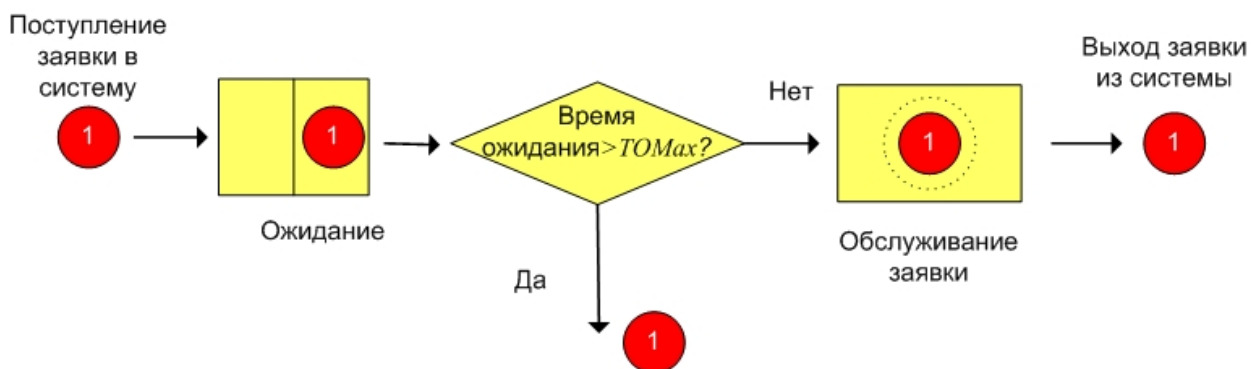 Поступление
заявки в
систему
1
1
Ожидание
Время
ожидания>TOMax?
Нет
Да
1
1
Обслуживание
заявки
Выход заявки
из системы
1